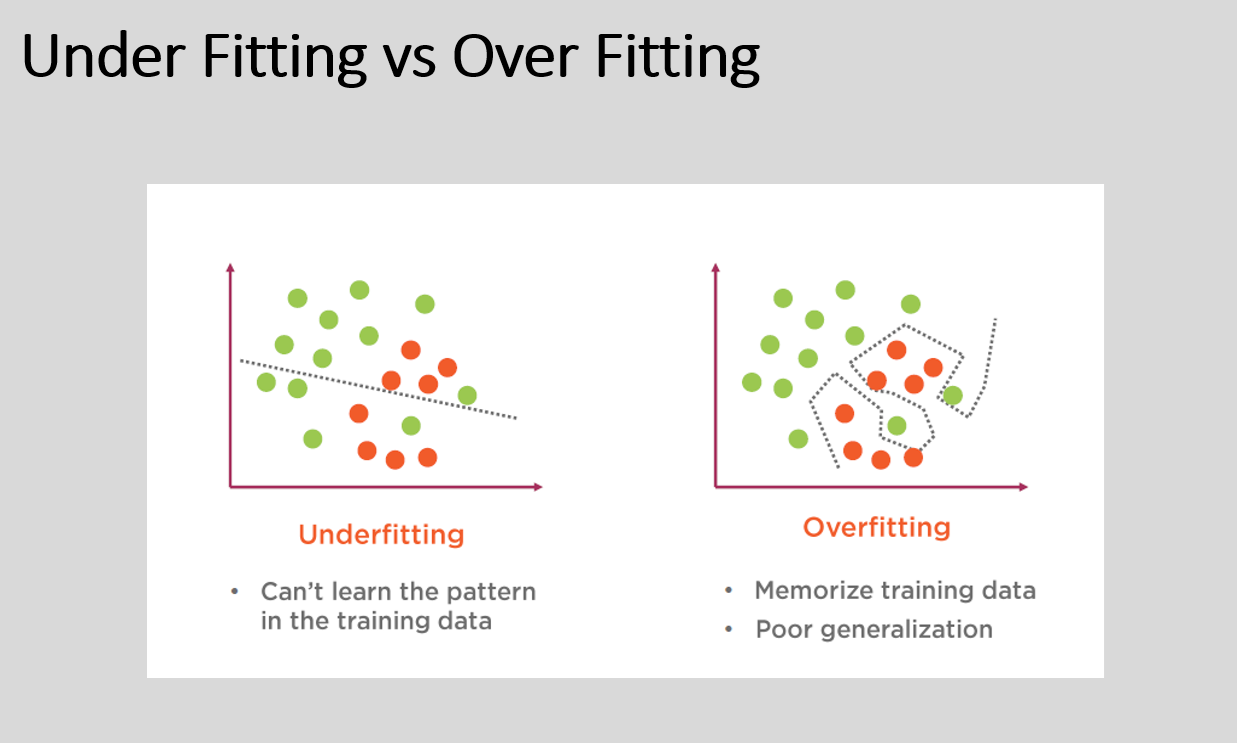 Under Fitting vs Over Fitting
Underfitting
• Can’t learn the pattern
in the training data
Overfitting
• Memorize training data
• Poor generalization